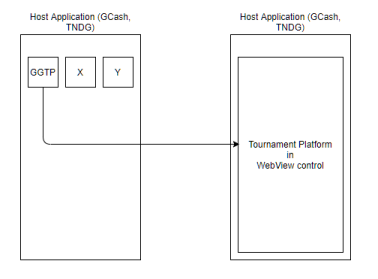 Host Application (GCash,
TNDG)
Host Application (GCash,
TNDG)
GGTP
X
Y
Tournament Platform
in
WebView control